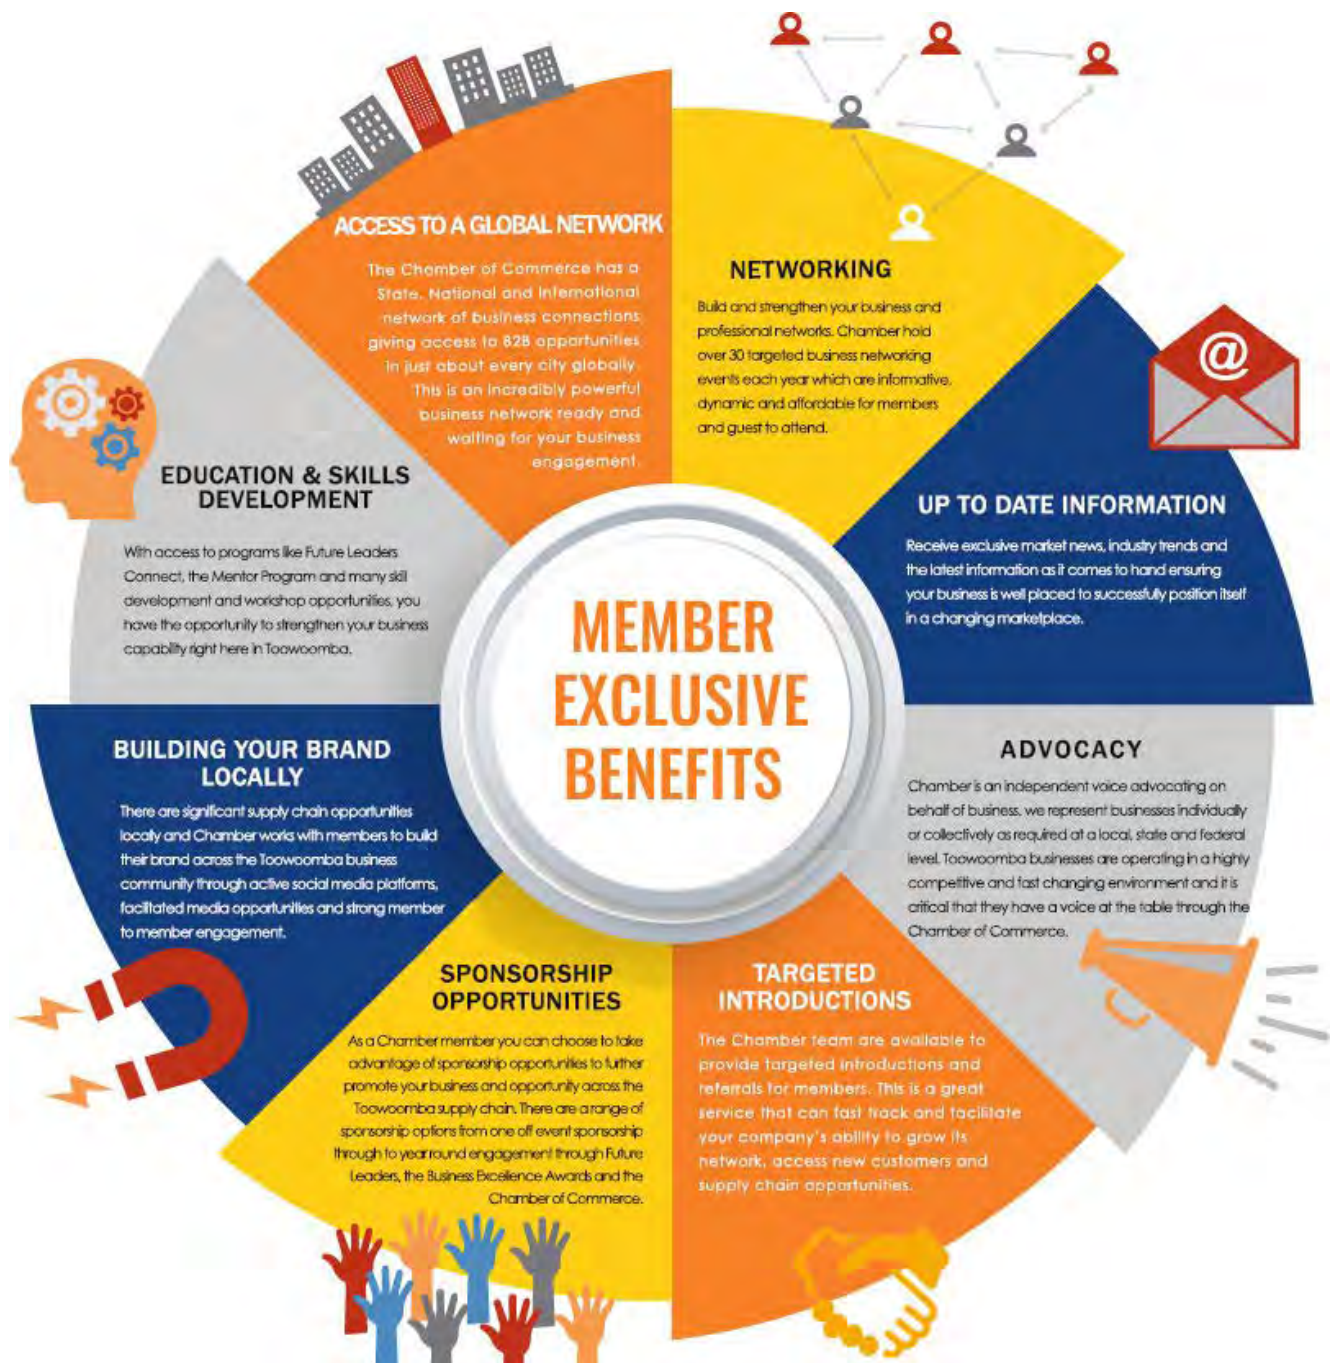 ACCESS TO A GLOBAL NETWORK
The Chamber of Commerce has a
State, National and International
network of business connections
giving access to B2B opportunities
in just about every city globally.
This is an incredibly powerful
business network ready and
waiting for your business
engagement.
NETWORKING
Build and strengthen your business and
professional networks. Chamber hold
over 30 targeted business networking
events each year which are informative,
dynamic and affordable for members
and guest to attend.
@
UP TO DATE INFORMATION
Receive exclusive market news, industry trends and
the latest information as it comes to hand ensuring
your business is well placed to successfully position itself
in a changing marketplace.
ADVOCACY
Chamber is an independent voice advocating on
behalf of business, we represent businesses individually
or collectively as required at a local, state and federal
level. Toowoomba businesses are operating in a highly
competitive and fast changing environment and it is
critical that they have a voice at the table through the
Chamber of Commerce.
TARGETED
INTRODUCTIONS
The Chamber team are available to
provide targeted introductions and
referrals for members. This is a great
service that can fast track and facilitate
your company's ability to grow its
network, access new customers and
supply chain opportunities.
SPONSORSHIP
OPPORTUNITIES
As a Chamber member you can choose to take
advantage of sponsorship opportunities to further
promote your business and opportunity across the
Toowoomba supply chain. There are a range of
sponsorship options from one off event sponsorship
through to year round engagement through Future
Leaders, the Business Excellence Awards and the
Chamber of Commerce.
BUILDING YOUR BRAND
LOCALLY
There are significant supply chain opportunities
locally and Chamber works with members to build
their brand across the Toowoomba business
community through active social media platforms,
facilitated media opportunities and strong member
to member engagement.
EDUCATION & SKILLS
DEVELOPMENT
With access to programs like Future Leaders
Connect, the Mentor Program and many skill
development and workshop opportunities, you
have the opportunity to strengthen your business
capability right here in Toowoomba.
MEMBER
EXCLUSIVE
BENEFITS